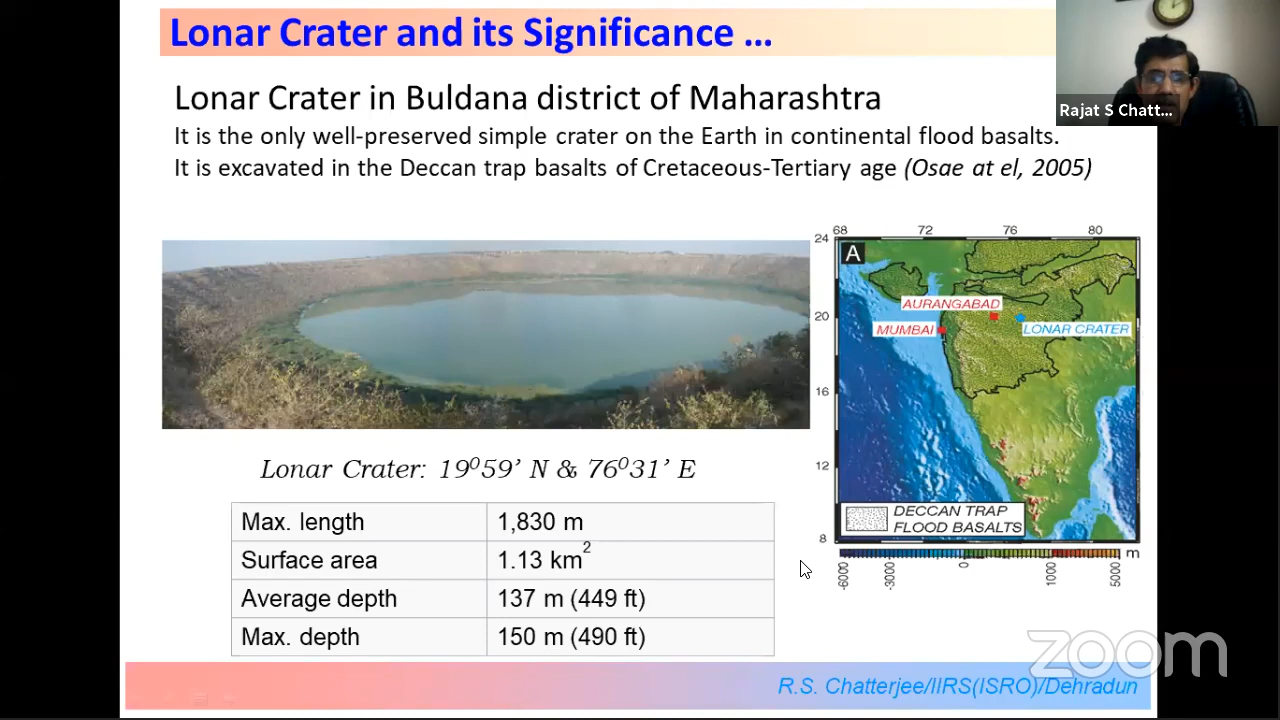 Lonar Crater and its Significance …
Rajat S Chatt...
Lonar Crater in Buldana district of Maharashtra
It is the only well-preserved simple crater on the Earth in continental flood basalts.
It is excavated in the Deccan trap basalts of Cretaceous-Tertiary age (Osae at el, 2005)
68 72 76 80
24
A
AURANGABAD
20
MUMBAI
LONAR CRATER
16
12
DECCAN TRAP
FLOOD BASALTS
8
m
-6000 -3000 0 1000 5000
Lonar Crater: 19⁰59’ N & 76⁰31’ E
Max. length 1,830 m
Surface area 1.13 km²
Average depth 137 m (449 ft)
Max. depth 150 m (490 ft)
zoom
R.S. Chatterjee/IIRS(ISRO)/Dehradun